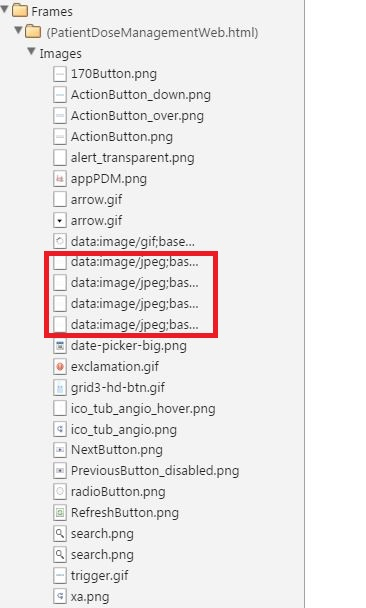 Frames
(PatientDoseManagementWeb.html)
Images
170Button.png
ActionButton_down.png
ActionButton_over.png
ActionButton.png
alert_transparent.png
appPDM.png
arrow.gif
arrow.gif
data:image/gif;base...
data:image/jpeg;bas...
data:image/jpeg;bas...
data:image/jpeg;bas...
data:image/jpeg;bas...
date-picker-big.png
exclamation.gif
grid3-hd-btn.gif
ico_tub_angio_hover.png
ico_tub_angio.png
NextButton.png
PreviousButton_disabled.png
radioButton.png
RefreshButton.png
search.png
search.png
trigger.gif
xa.png